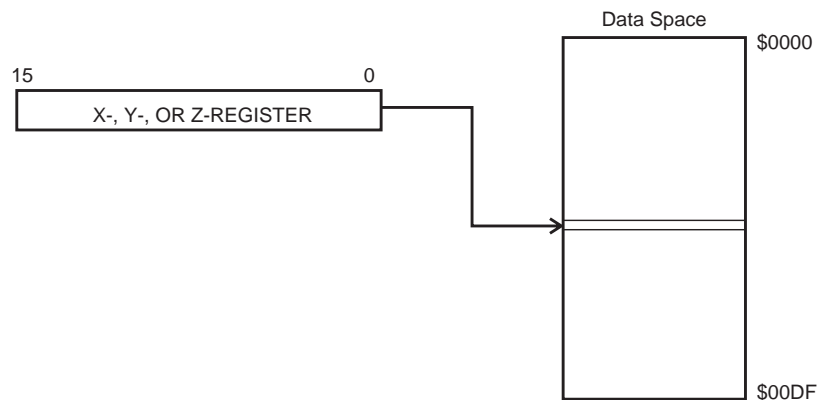 Data Space
$0000
15 0
X-, Y-, OR Z-REGISTER
$00DF